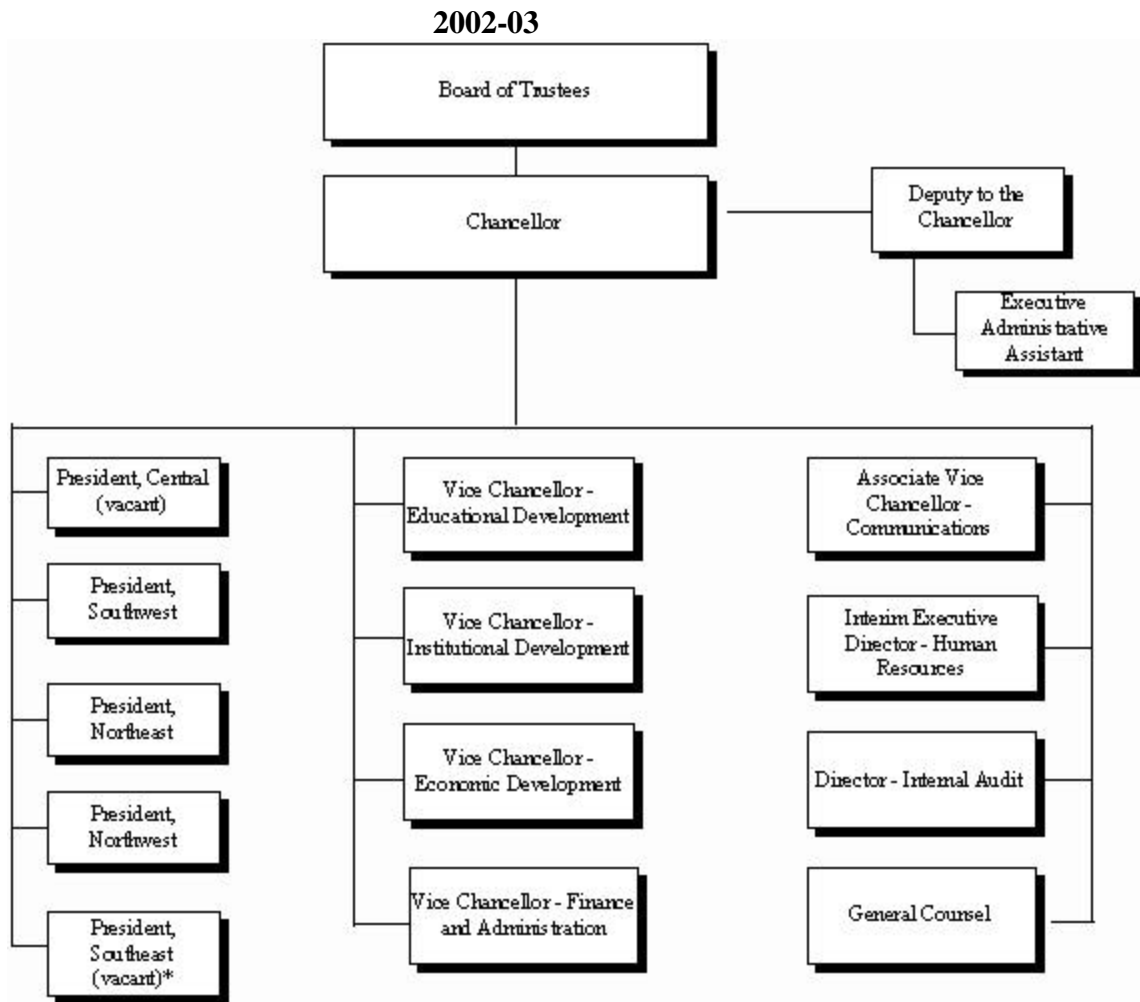 2002-03
Board of Trustees
Chancellor
Deputy to the
Chancellor
Executive
Administrative
Assistant
President, Central
(vacant)
President,
Southwest
President,
Northeast
President,
Northwest
President,
Southeast
(vacant)*
Vice Chancellor -
Educational Development
Vice Chancellor -
Institutional Development
Vice Chancellor -
Economic Development
Vice Chancellor - Finance
and Administration
Associate Vice
Chancellor -
Communications
Interim Executive
Director - Human
Resources
Director - Internal Audit
General Counsel